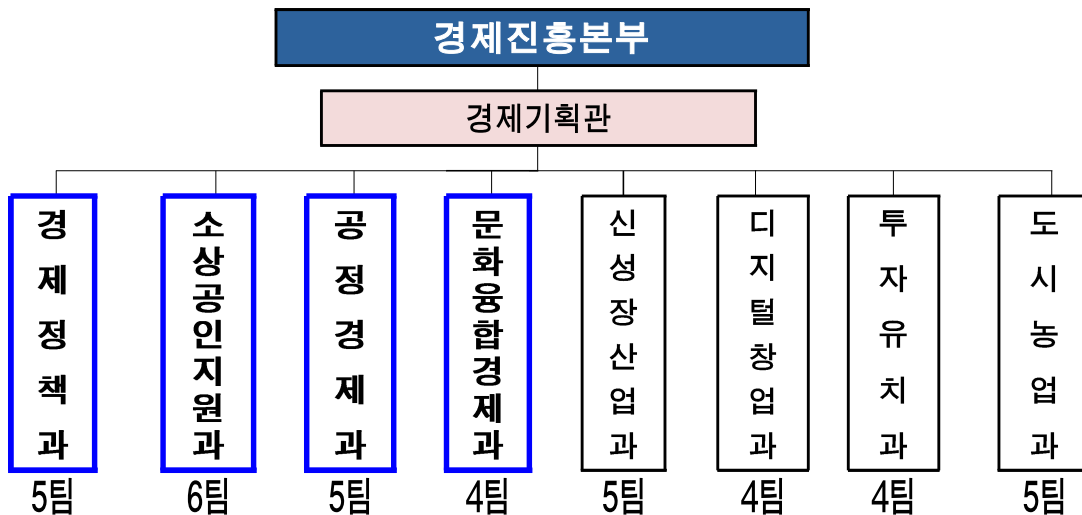 경제진흥본부
경제기획관
경제정책과
소상공인지원과
공정경제과
문화융합경제과
신성장산업과
디지털창업과
투자유치과
도시농업과
5팀
6팀
5팀
4팀
5팀
4팀
4팀
5팀